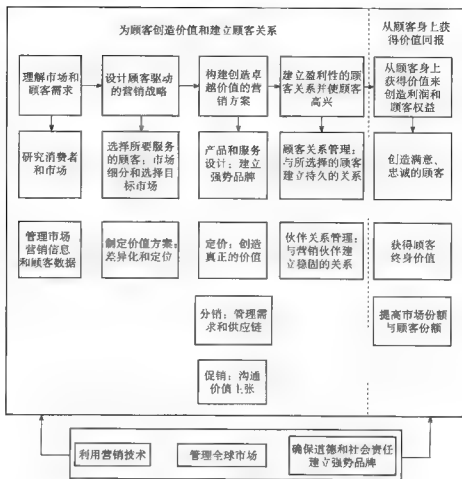 为顾客创造价值和建立顾客关系
从顾客身上获
得价值回报
理解市场和
顾客需求
设计顾客驱动
的营销战略
构建创造卓
越价值的营
销方案
建立盈利性的
顾客关系并使顾客
高兴
从顾客身上
获得价值来
创造利润和
顾客权益
研究消费者
和市场
选择所要服务的
顾客：市场
细分和选择目
标市场
产品和服务
设计：建立
强势品牌
顾客关系管理：
与所选择的顾客
建立持久的关系
创造满意、
忠诚的顾客
管理市场
营销信息
和顾客数据
制定价值方案：
差异化和定位
定价：创造
真正的价值
伙伴关系管理：
与营销伙伴建
立稳固的关系
获得顾客
终身价值
分销：管理需
求和供应链
提高市场份额
与顾客份额
促销：沟通
价值上张
利用营销技术
管理全球市场
确保道德和社会责任
建立强势品牌